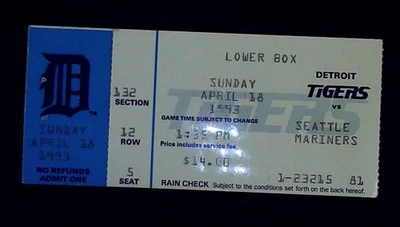 LOWER BOX
D
132
SECTION
SUNDAY
APRIL 18
1993
GAME TIME SUBJECT TO CHANGE
DETROIT
TIGERS
VS
SEATTLE
MARINERS
TIGERS
TIGERS
SUNDAY
APRIL 18
1993
NO REFUNDS
ADMIT ONE
12
ROW
5
SEAT
1:35 PM
Price includes service fee
$14.00
1-23215 81
RAIN CHECK Subject to the conditions set forth on the back hereof.